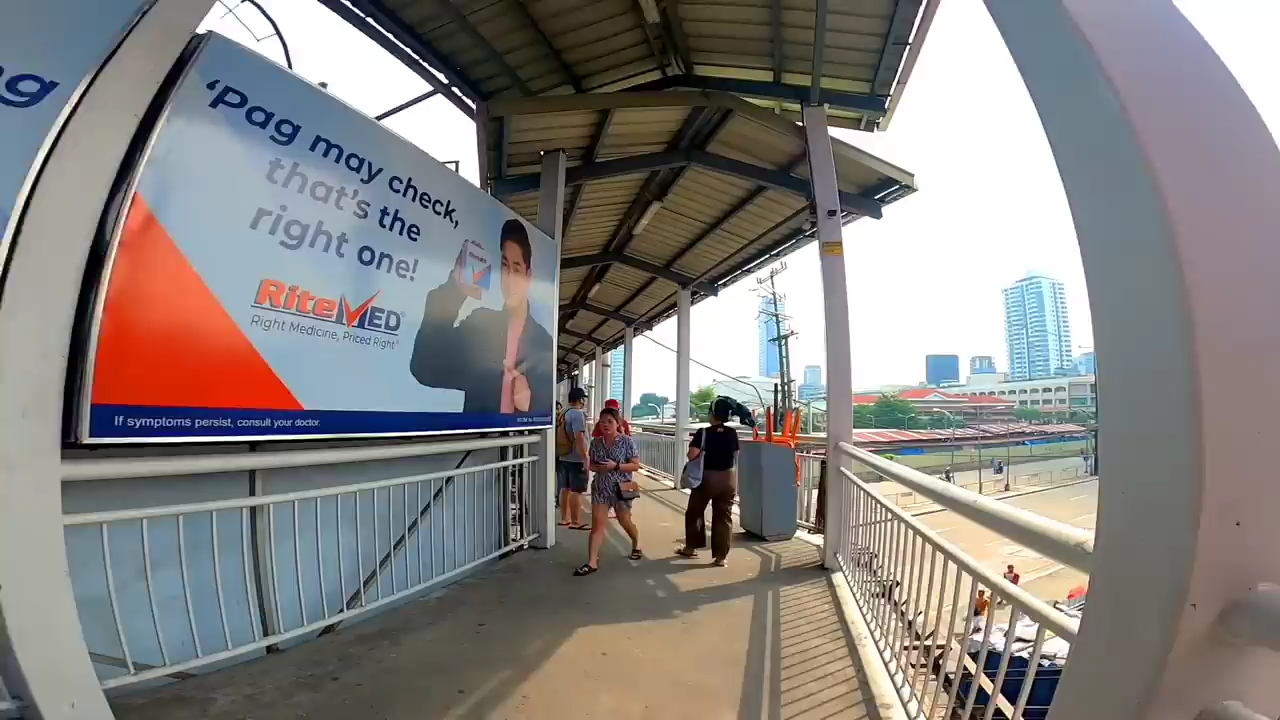 g
'Pag may check,
that's the
right one!
RiteMED
Right Medicine, Priced Right®
If symptoms persist, consult your doctor.